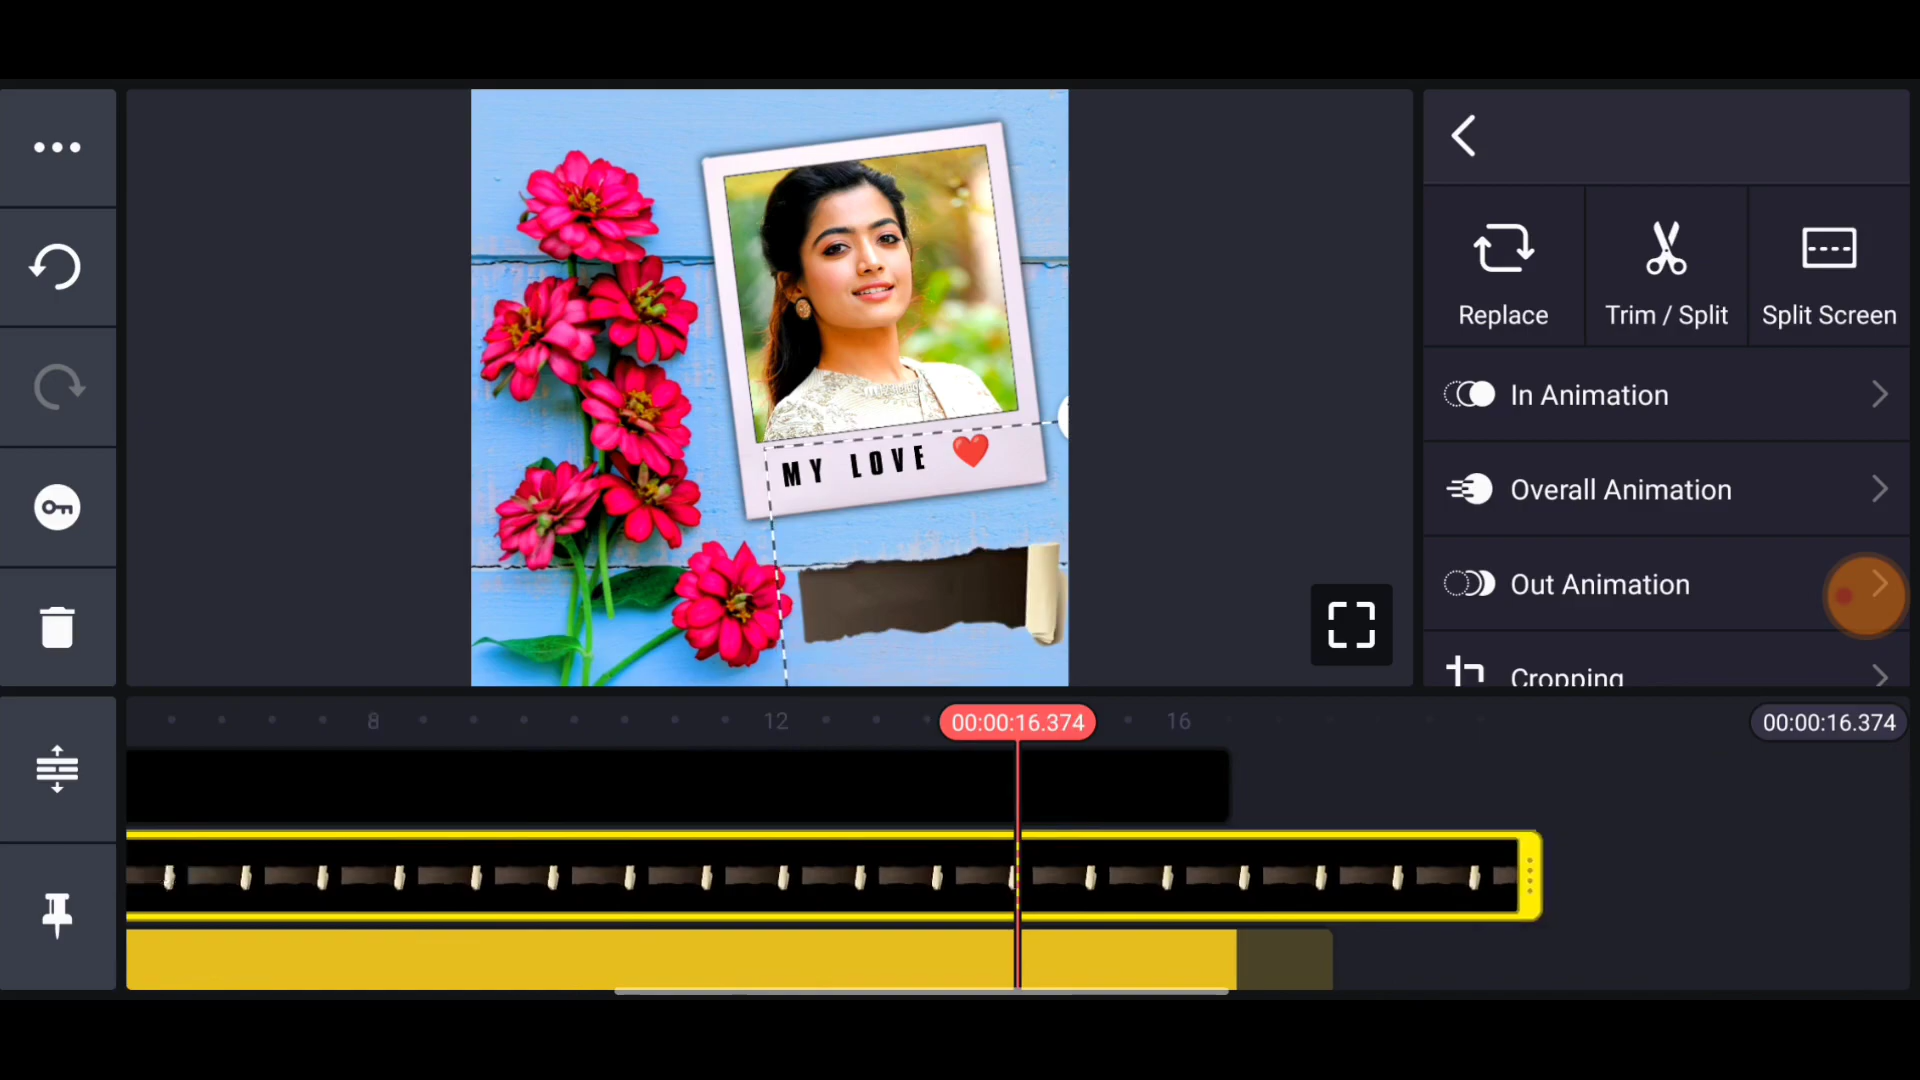 Replace
Trim / Split
Split Screen
In Animation
Overall Animation
Out Animation
Cropping
MY LOVE ❤️
8
12
00:00:16.374
16
00:00:16.374